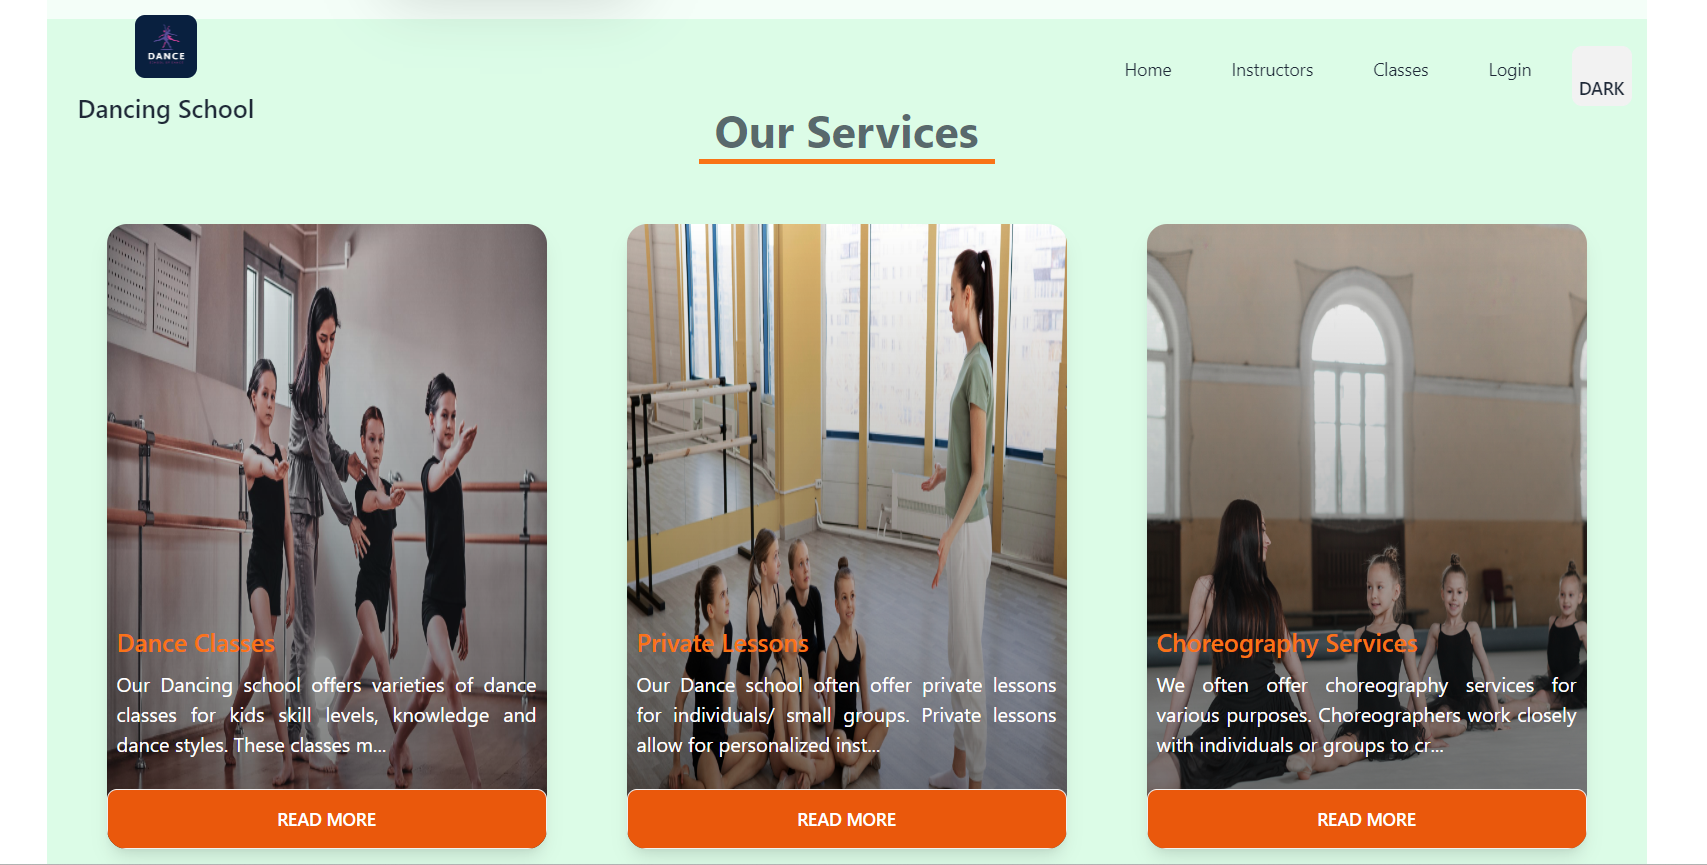 DANCE
Dancing School
Home
Instructors
Classes
Login
DARK
Our Services
Dance Classes
Our Dancing school offers varieties of dance
classes for kids skill levels, knowledge and
dance styles. These classes m...
READ MORE
Private Lessons
Our Dance school often offer private lessons
for individuals/ small groups. Private lessons
allow for personalized inst...
READ MORE
Choreography Services
We often offer choreography services for
various purposes. Choreographers work closely
with individuals or groups to cr...
READ MORE